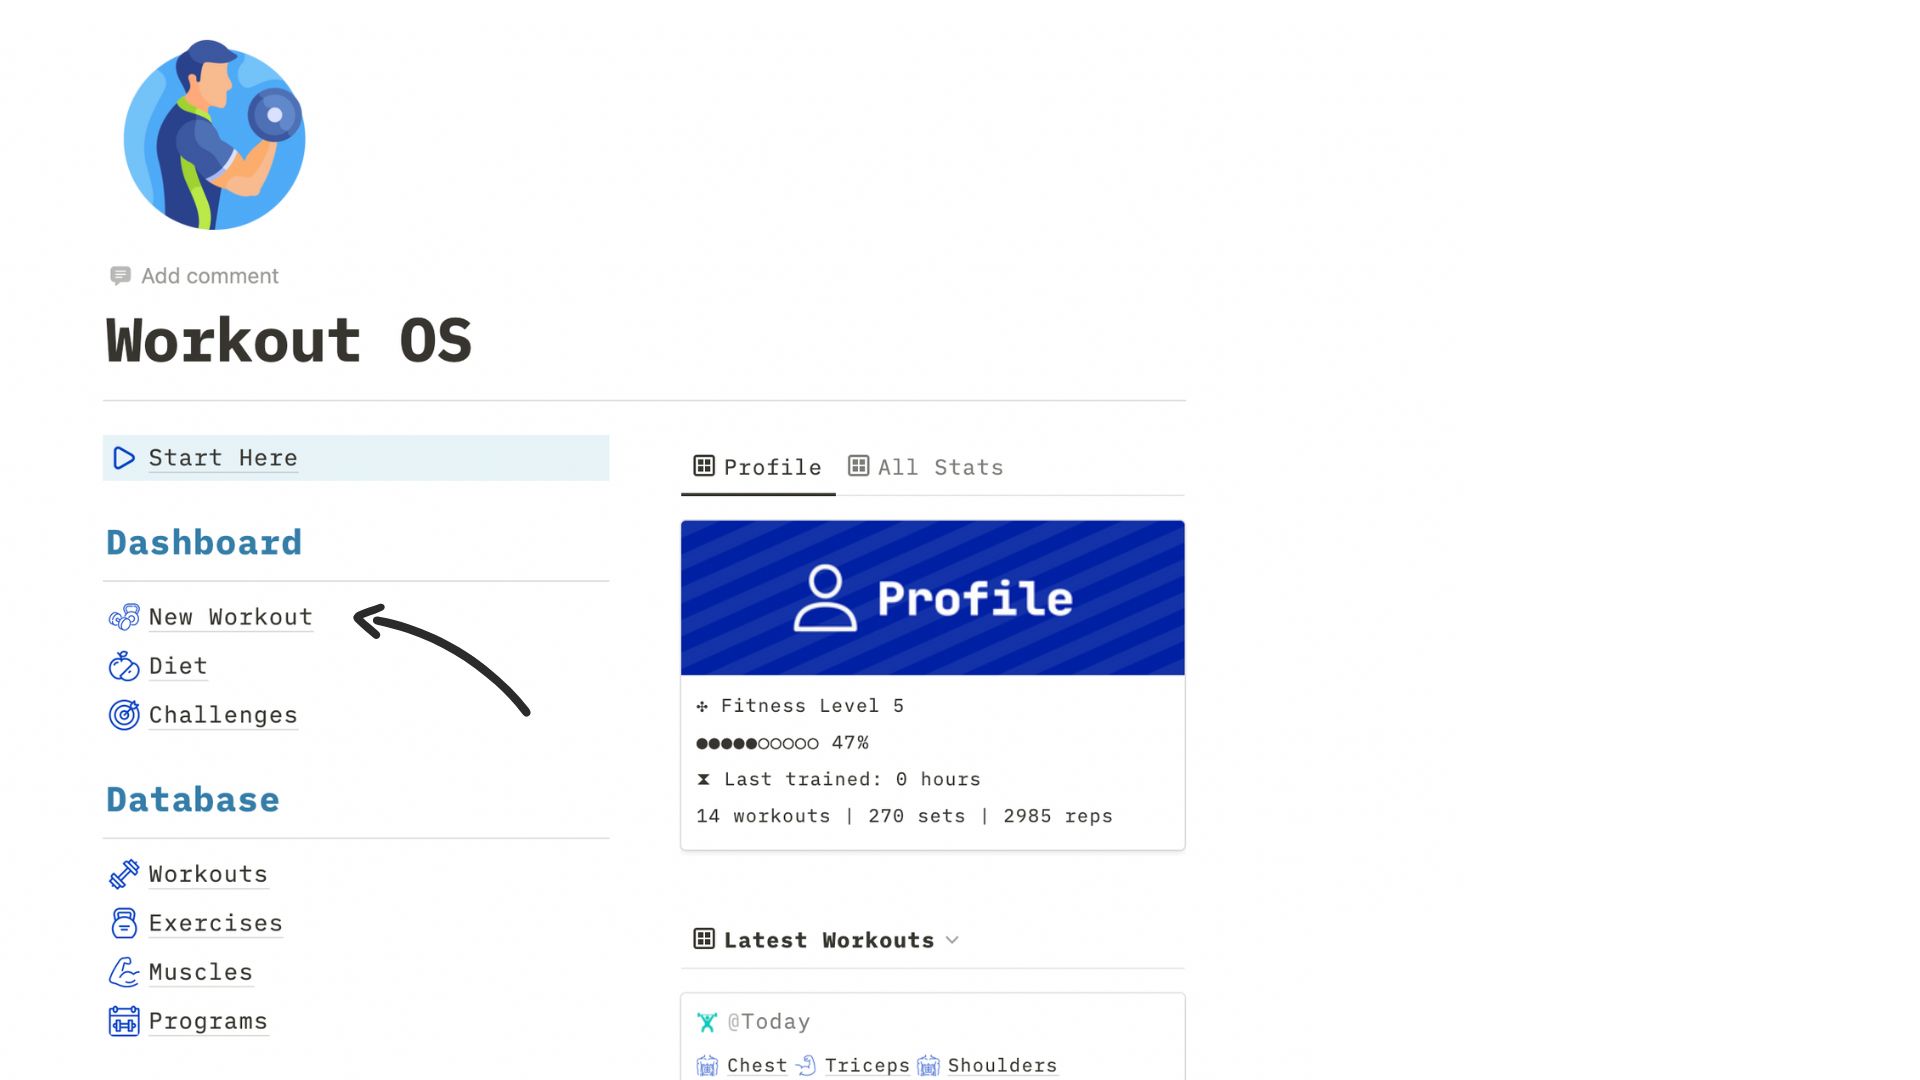 Add comment
Workout OS
Start Here
Dashboard
New Workout
Diet
Challenges
Database
Workouts
Exercises
Muscles
Programs
Profile All Stats
Profile
Fitness Level 5
●●●●●○○○○○ 47%
Last trained: 0 hours
14 workouts | 270 sets | 2985 reps
Latest Workouts
@Today
Chest Triceps Shoulders